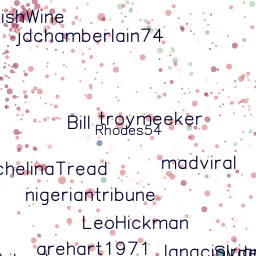 ishWine
jdchamberlain74
Bill
troymeeker
Rhodes54
madviral
chelinaTread
nigeriantribune
LeoHickman
arehart1971